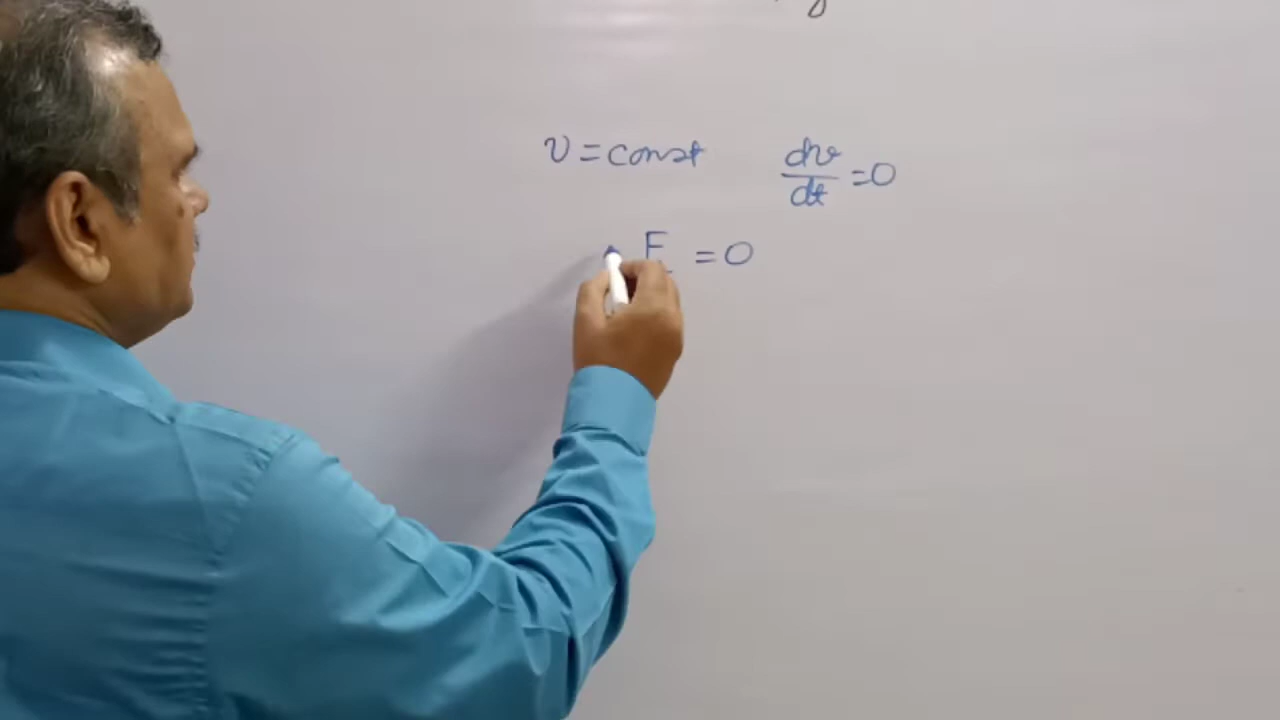 v = const dv/dt = 0
F = 0